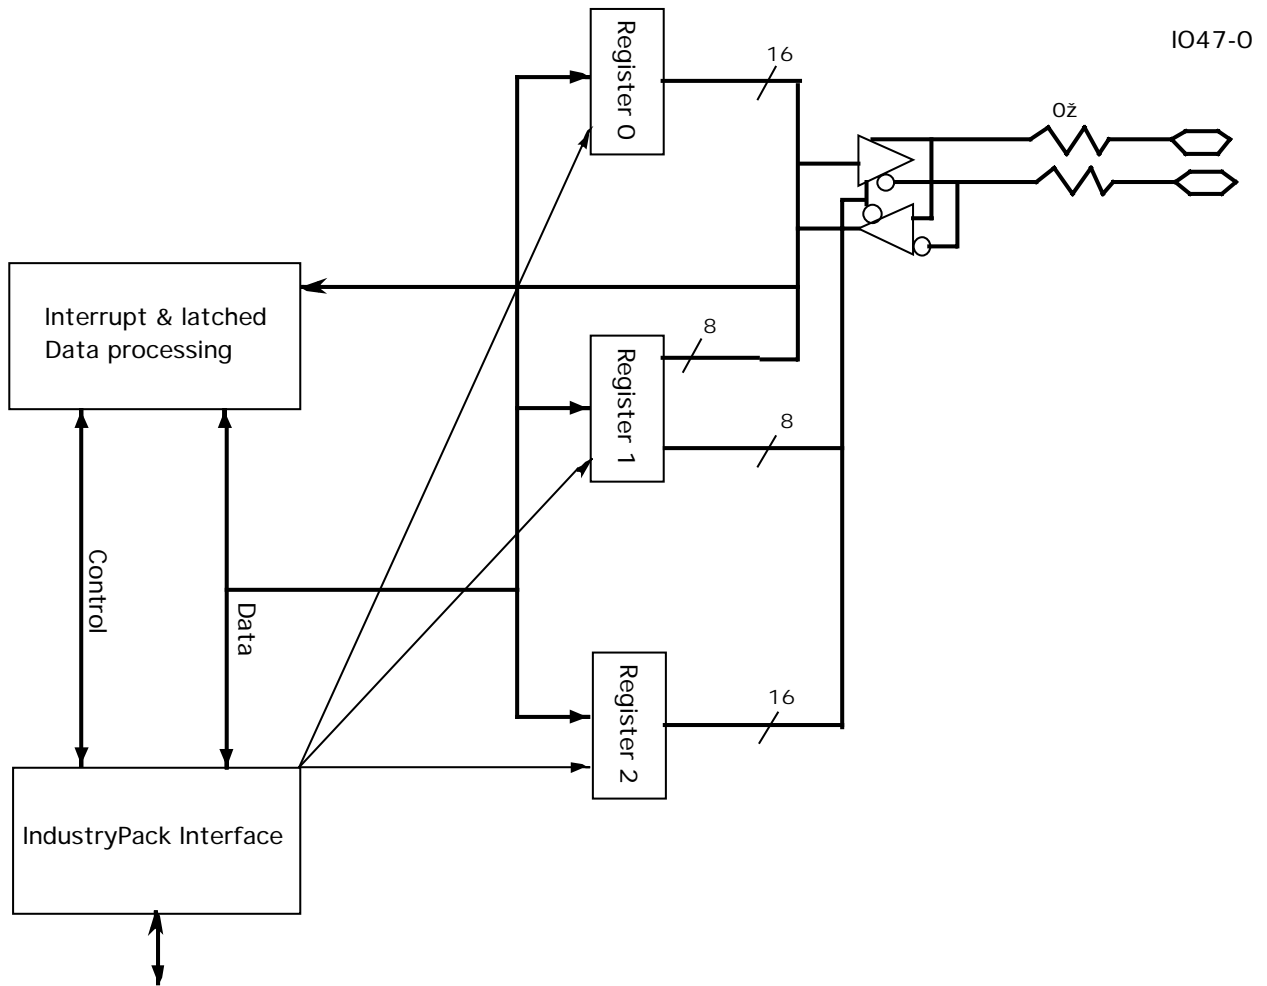 IO47-0
Register 0
16
0ž
Interrupt & latched
Data processing
8
Register 1
8
Control
Data
Register 2
16
IndustryPack Interface